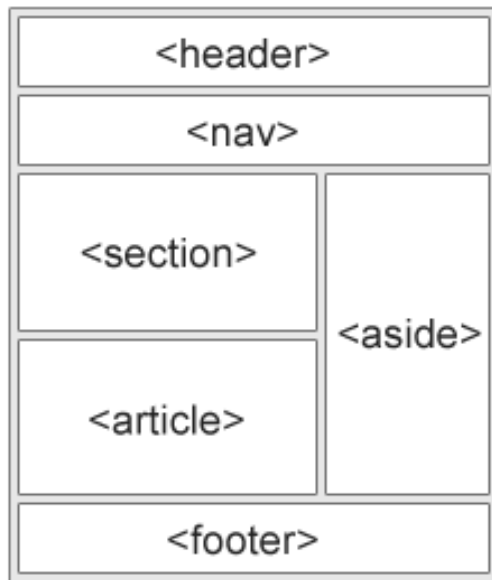 <header>
<nav>
<section>
<article>
<aside>
<footer>